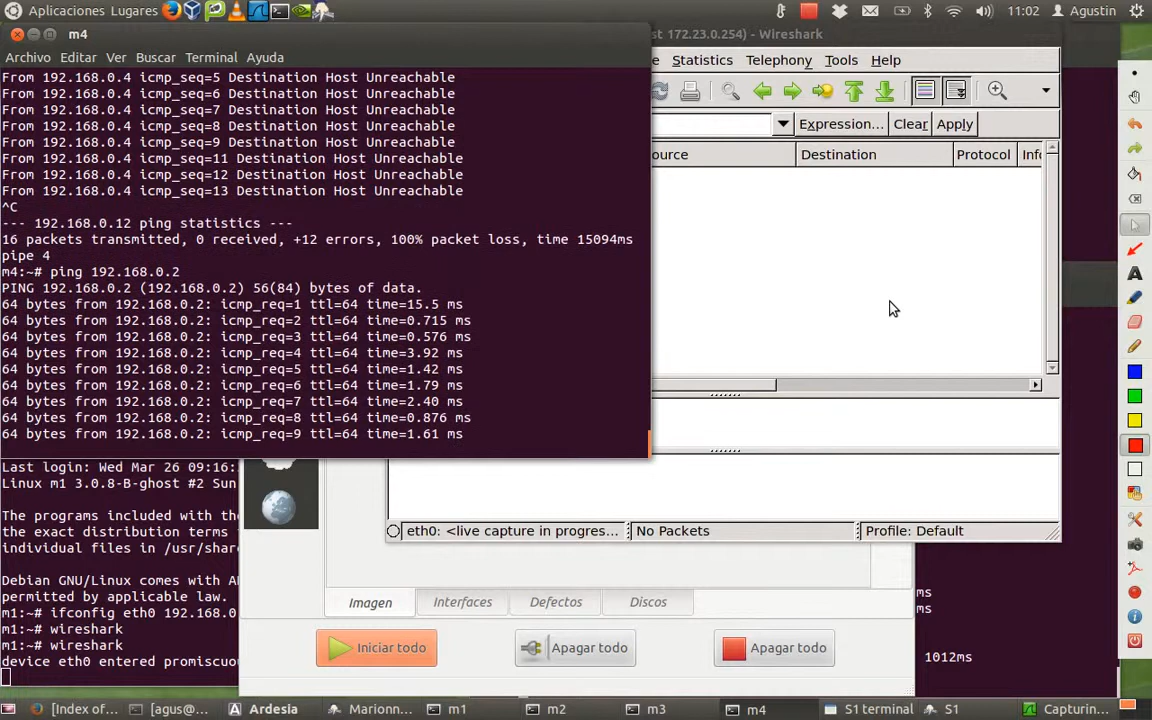 Aplicaciones Lugares
11:02 Agustin
m4
st 172.23.0.254) - Wireshark
Archivo Editar Ver Buscar Terminal Ayuda
Statistics Telephony Tools Help
From 192.168.0.4 icmp_seq=5 Destination Host Unreachable
From 192.168.0.4 icmp_seq=6 Destination Host Unreachable
From 192.168.0.4 icmp_seq=7 Destination Host Unreachable
From 192.168.0.4 icmp_seq=8 Destination Host Unreachable
From 192.168.0.4 icmp_seq=9 Destination Host Unreachable
From 192.168.0.4 icmp_seq=11 Destination Host Unreachable
From 192.168.0.4 icmp_seq=12 Destination Host Unreachable
From 192.168.0.4 icmp_seq=13 Destination Host Unreachable
^C
--- 192.168.0.12 ping statistics ---
16 packets transmitted, 0 received, +12 errors, 100% packet loss, time 15094ms
pipe 4
m4:~# ping 192.168.0.2
PING 192.168.0.2 (192.168.0.2) 56(84) bytes of data.
64 bytes from 192.168.0.2: icmp_req=1 ttl=64 time=15.5 ms
64 bytes from 192.168.0.2: icmp_req=2 ttl=64 time=0.715 ms
64 bytes from 192.168.0.2: icmp_req=3 ttl=64 time=0.576 ms
64 bytes from 192.168.0.2: icmp_req=4 ttl=64 time=3.92 ms
64 bytes from 192.168.0.2: icmp_req=5 ttl=64 time=1.42 ms
64 bytes from 192.168.0.2: icmp_req=6 ttl=64 time=1.79 ms
64 bytes from 192.168.0.2: icmp_req=7 ttl=64 time=2.40 ms
64 bytes from 192.168.0.2: icmp_req=8 ttl=64 time=0.876 ms
64 bytes from 192.168.0.2: icmp_req=9 ttl=64 time=1.61 ms
Expression... Clear Apply
ource Destination Protocol Info
eth0: <live capture in progres... No Packets Profile: Default
Last login: Wed Mar 26 09:16:
Linux m1 3.0.8-B-ghost #2 Sun
The programs included with the
the exact distribution terms
individual files in /usr/share
Debian GNU/Linux comes with A
permitted by applicable law.
m1:~# ifconfig eth0 192.168.0
m1:~# wireshark
m1:~# wireshark
device eth0 entered promiscuo
Imagen Interfaces Defectos Discos
Iniciar todo Apagar todo Apagar todo
ms
ms
1012ms
[Index of... [agus@... Ardesia Marionn... m1 m2 m3 m4 S1 terminal S1 Capturin...